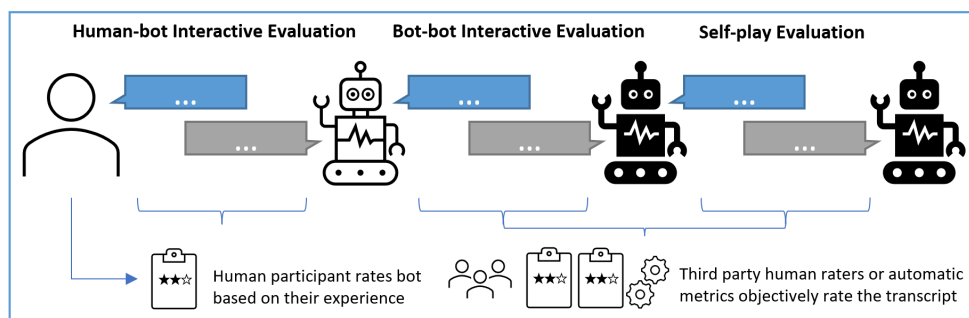 Human-bot Interactive Evaluation
Bot-bot Interactive Evaluation
Self-play Evaluation
...
...
...
...
...
...
Human participant rates bot
based on their experience
Third party human raters or automatic
metrics objectively rate the transcript